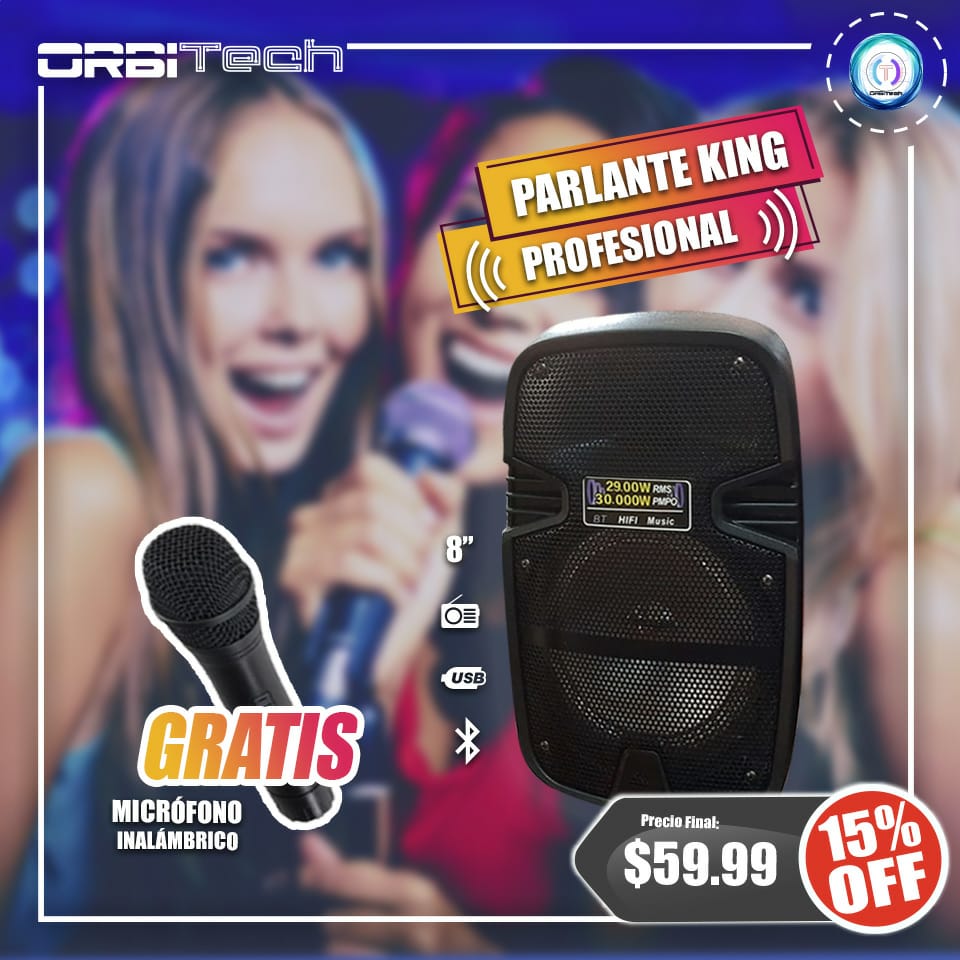 ORBITech
ORBITech
PARLANTE KING
PROFESIONAL
29.00W RMS
30.000W PMPO
BT HIFI Music
8”
USB
GRATIS
MICRÓFONO
INALÁMBRICO
Precio Final:
$59.99
15%
OFF